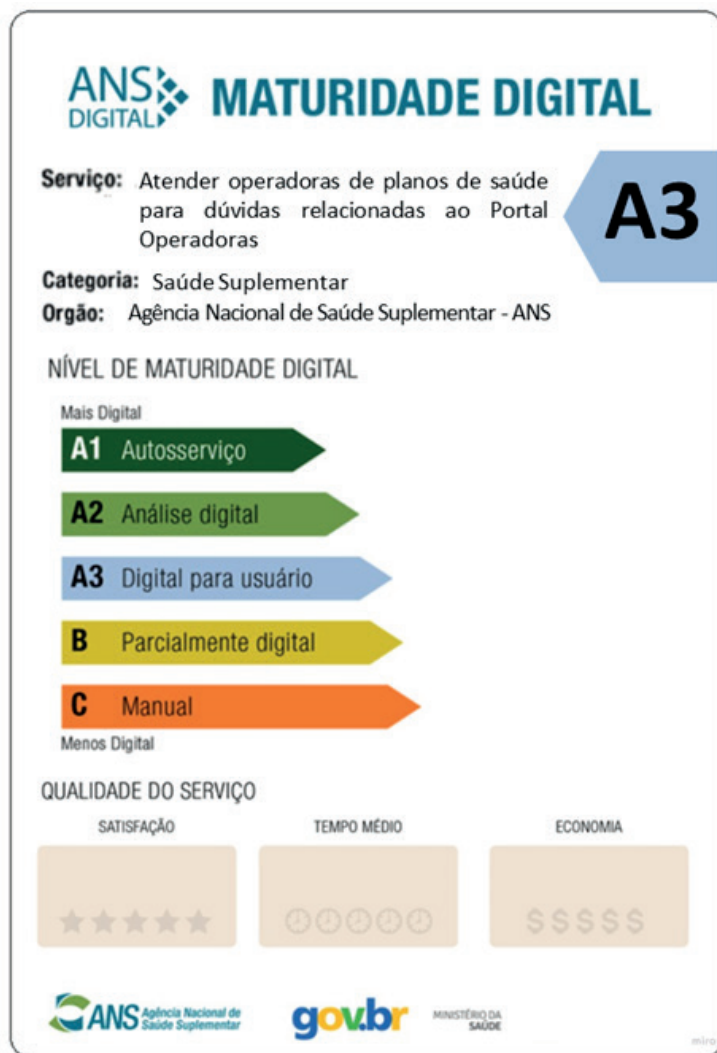 ANS
DIGITAL
MATURIDADE DIGITAL
Serviço: Atender operadoras de planos de saúde
para dúvidas relacionadas ao Portal
Operadoras
A3
Categoria: Saúde Suplementar
Orgão: Agência Nacional de Saúde Suplementar - ANS
NÍVEL DE MATURIDADE DIGITAL
Mais Digital
A1 Autosserviço
A2 Análise digital
A3 Digital para usuário
B Parcialmente digital
C Manual
Menos Digital
QUALIDADE DO SERVIÇO
SATISFAÇÃO TEMPO MÉDIO ECONOMIA
$$$$$
ANS Agência Nacional de
Saúde Suplementar
gov.br
MINISTÉRIO DA
SAÚDE
miro